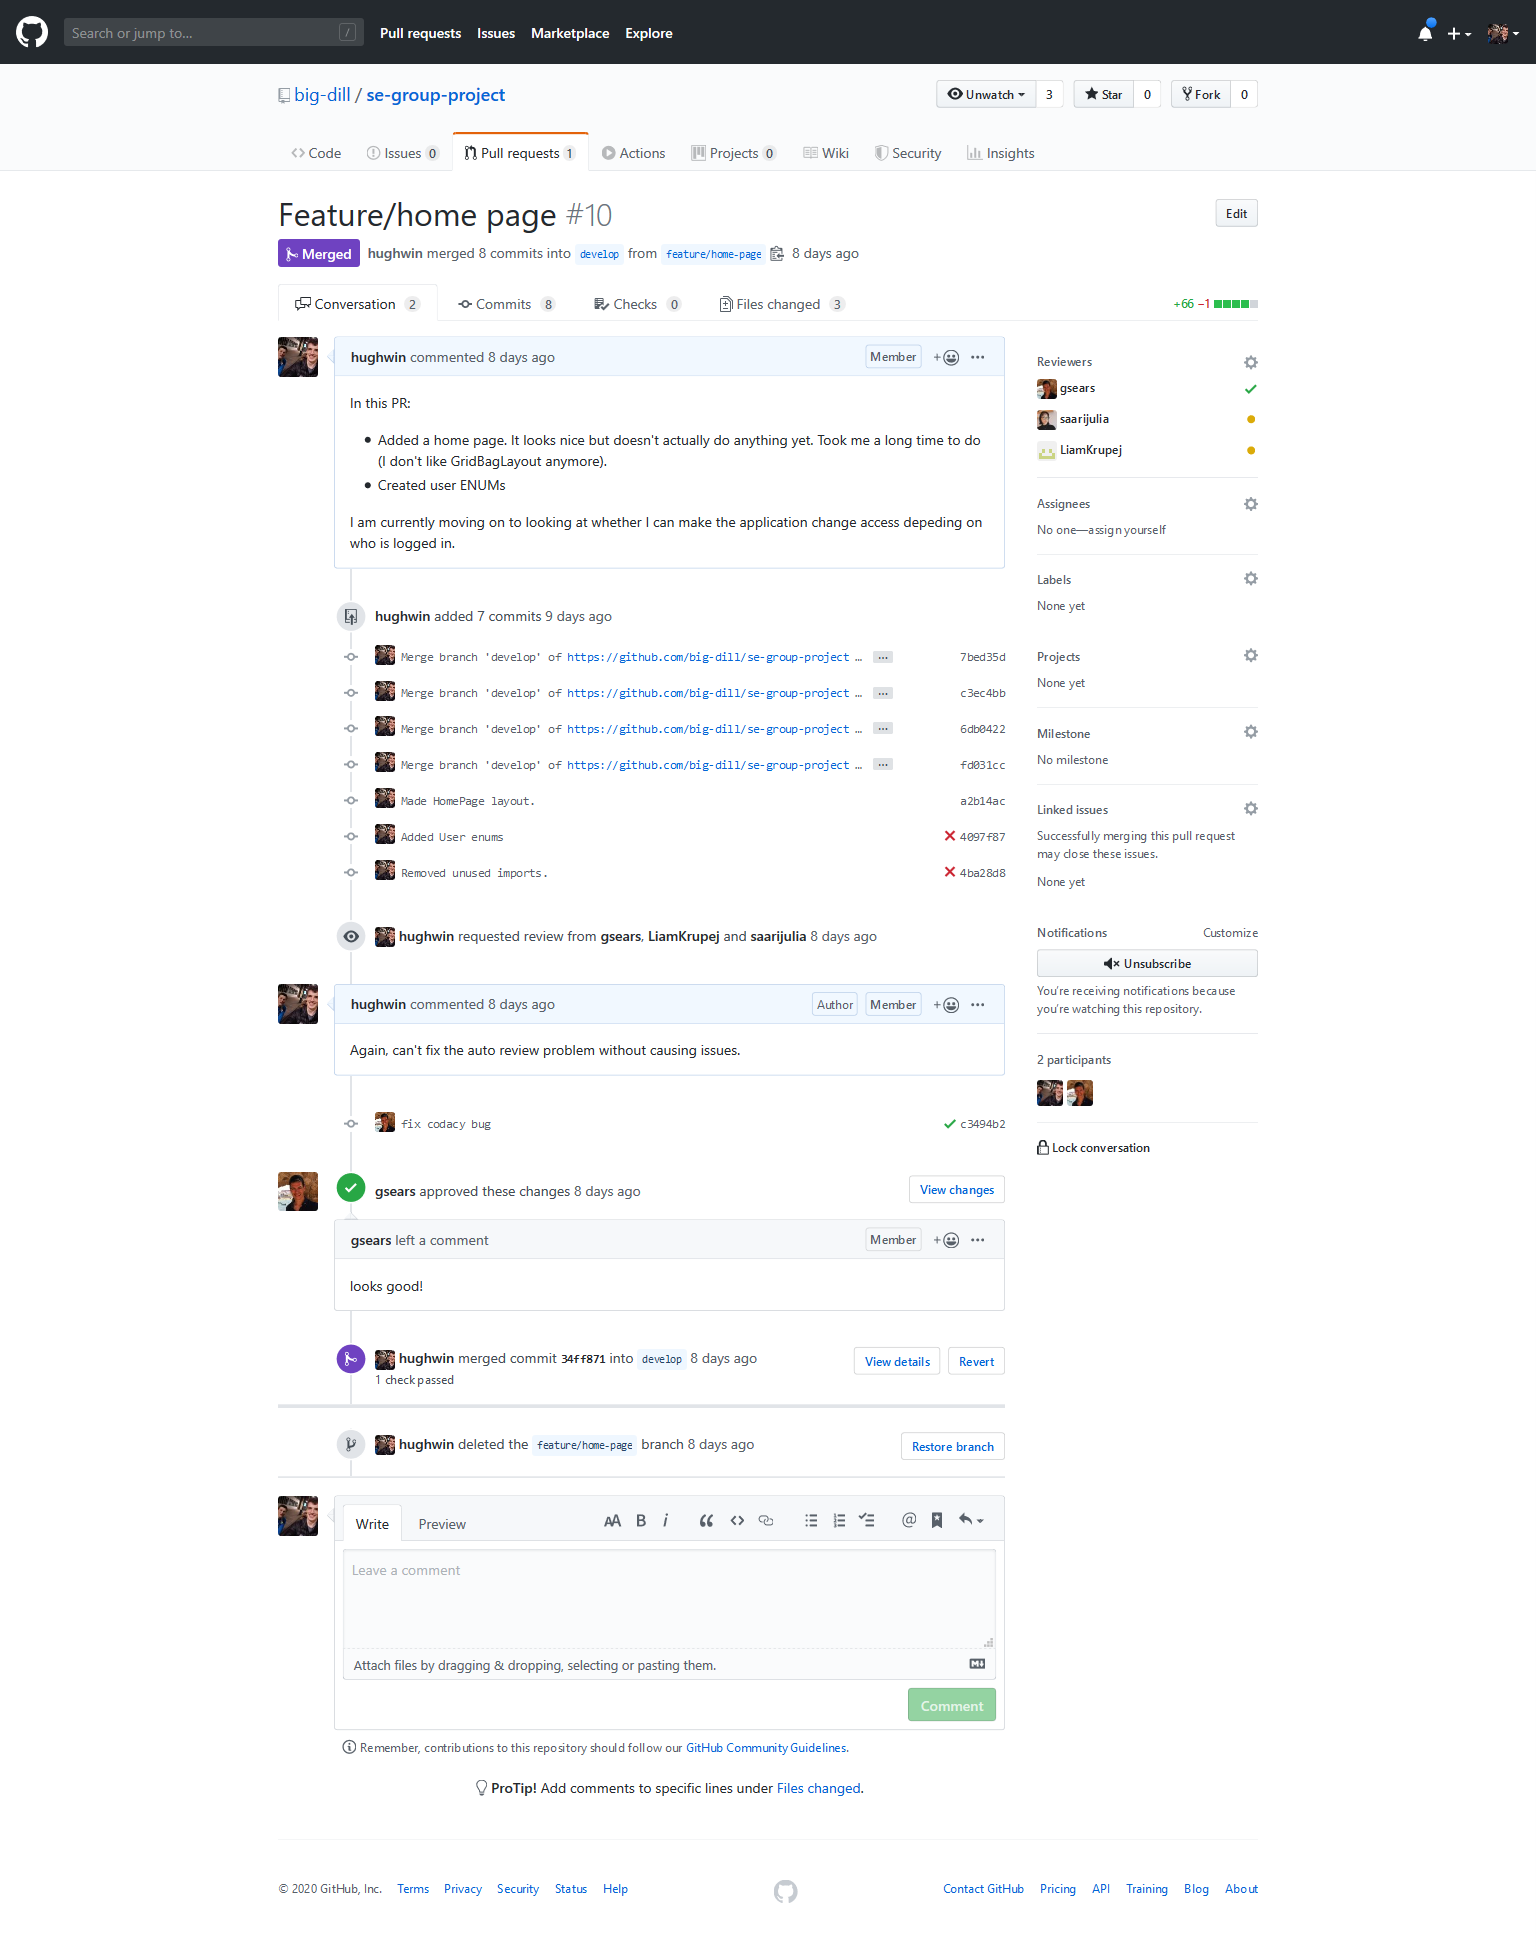 Search or jump to… /
Pull requests Issues Marketplace Explore
big-dill / se-group-project
Unwatch 3 Star 0 Fork 0
Code Issues 0 Pull requests 1 Actions Projects 0 Wiki Security Insights
Feature/home page #10
Edit
Merged hughwin merged 8 commits into develop from feature/home-page 8 days ago
Conversation 2 Commits 8 Checks 0 Files changed 3 +66 −1
hughwin commented 8 days ago Member
In this PR:
Added a home page. It looks nice but doesn't actually do anything yet. Took me a long time to do
(I don't like GridBagLayout anymore).
Created user ENUMs
I am currently moving on to looking at whether I can make the application change access depeding on
who is logged in.
hughwin added 7 commits 9 days ago
Merge branch 'develop' of https://github.com/big-dill/se-group-project … 7bed35d
Merge branch 'develop' of https://github.com/big-dill/se-group-project … c3ec4bb
Merge branch 'develop' of https://github.com/big-dill/se-group-project … 6db0422
Merge branch 'develop' of https://github.com/big-dill/se-group-project … fd031cc
Made HomePage layout. a2b14ac
Added User enums 4097f87
Removed unused imports. 4ba28d8
hughwin requested review from gsears, LiamKrupej and saarijulia 8 days ago
hughwin commented 8 days ago Author Member
Again, can't fix the auto review problem without causing issues.
fix codacy bug c3494b2
gsears approved these changes 8 days ago View changes
gsears left a comment Member
looks good!
hughwin merged commit 34ff871 into develop 8 days ago View details Revert
1 check passed
hughwin deleted the feature/home-page branch 8 days ago Restore branch
Write Preview AA B i
Leave a comment
Attach files by dragging & dropping, selecting or pasting them.
Comment
Remember, contributions to this repository should follow our GitHub Community Guidelines.
ProTip! Add comments to specific lines under Files changed.
Reviewers
gsears
saarijulia
LiamKrupej
Assignees
No one—assign yourself
Labels
None yet
Projects
None yet
Milestone
No milestone
Linked issues
Successfully merging this pull request
may close these issues.
None yet
Notifications Customize
Unsubscribe
You're receiving notifications because
you're watching this repository.
2 participants
Lock conversation
© 2020 GitHub, Inc. Terms Privacy Security Status Help
Contact GitHub Pricing API Training Blog About